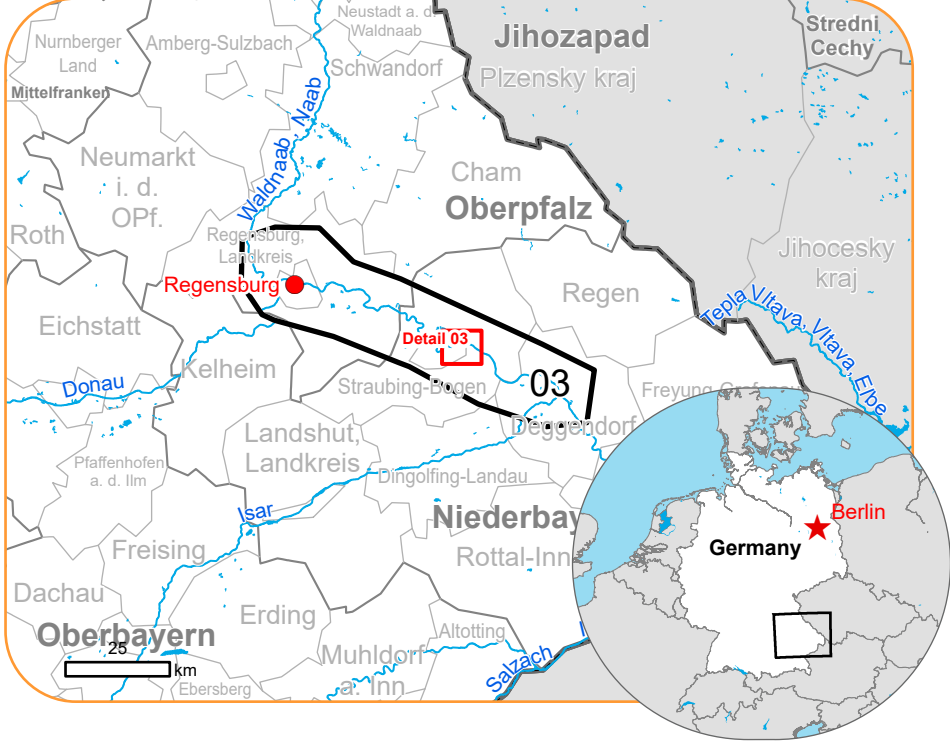 Neustadt a. d.
Waldnaab
Nurnberger
Land
Amberg-Sulzbach
Schwandorf
Mittelfranken
Jihozapad
Plzensky kraj
Stredni
Cechy
Waldnaab, Naab
Neumarkt
i. d.
OPf.
Cham
Oberpfalz
Roth
Regensburg,
Landkreis
Regensburg
Jihocesky
kraj
Regen
Tepla Vltava, Vltava, Elbe
Eichstatt
Detail 03
Kelheim
Donau
Straubing-Bogen
03
Freyung-Grafe
Deggendorf
Landshut,
Landkreis
Pfaffenhofen
a. d. Ilm
Dingolfing-Landau
Isar
Niederbay
Rottal-Inn
Freising
Dachau
Erding
Oberbayern
25
km
Altotting
Muhldorf
a. Inn
Ebersberg
Salzach
Berlin
Germany